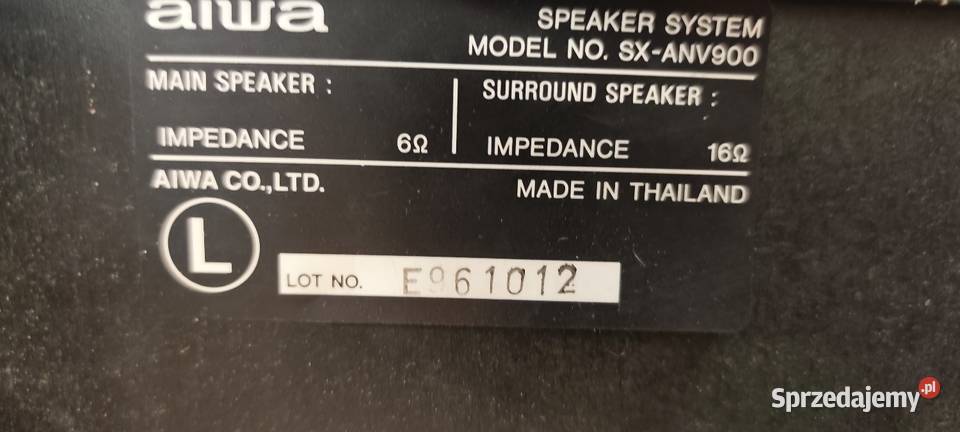 aiwa
SPEAKER SYSTEM
MODEL NO. SX-ANV900
MAIN SPEAKER :
IMPEDANCE 6Ω
SURROUND SPEAKER :
IMPEDANCE 16Ω
AIWA CO.,LTD.
MADE IN THAILAND
L
LOT NO. E961012
Sprzedajemy.pl